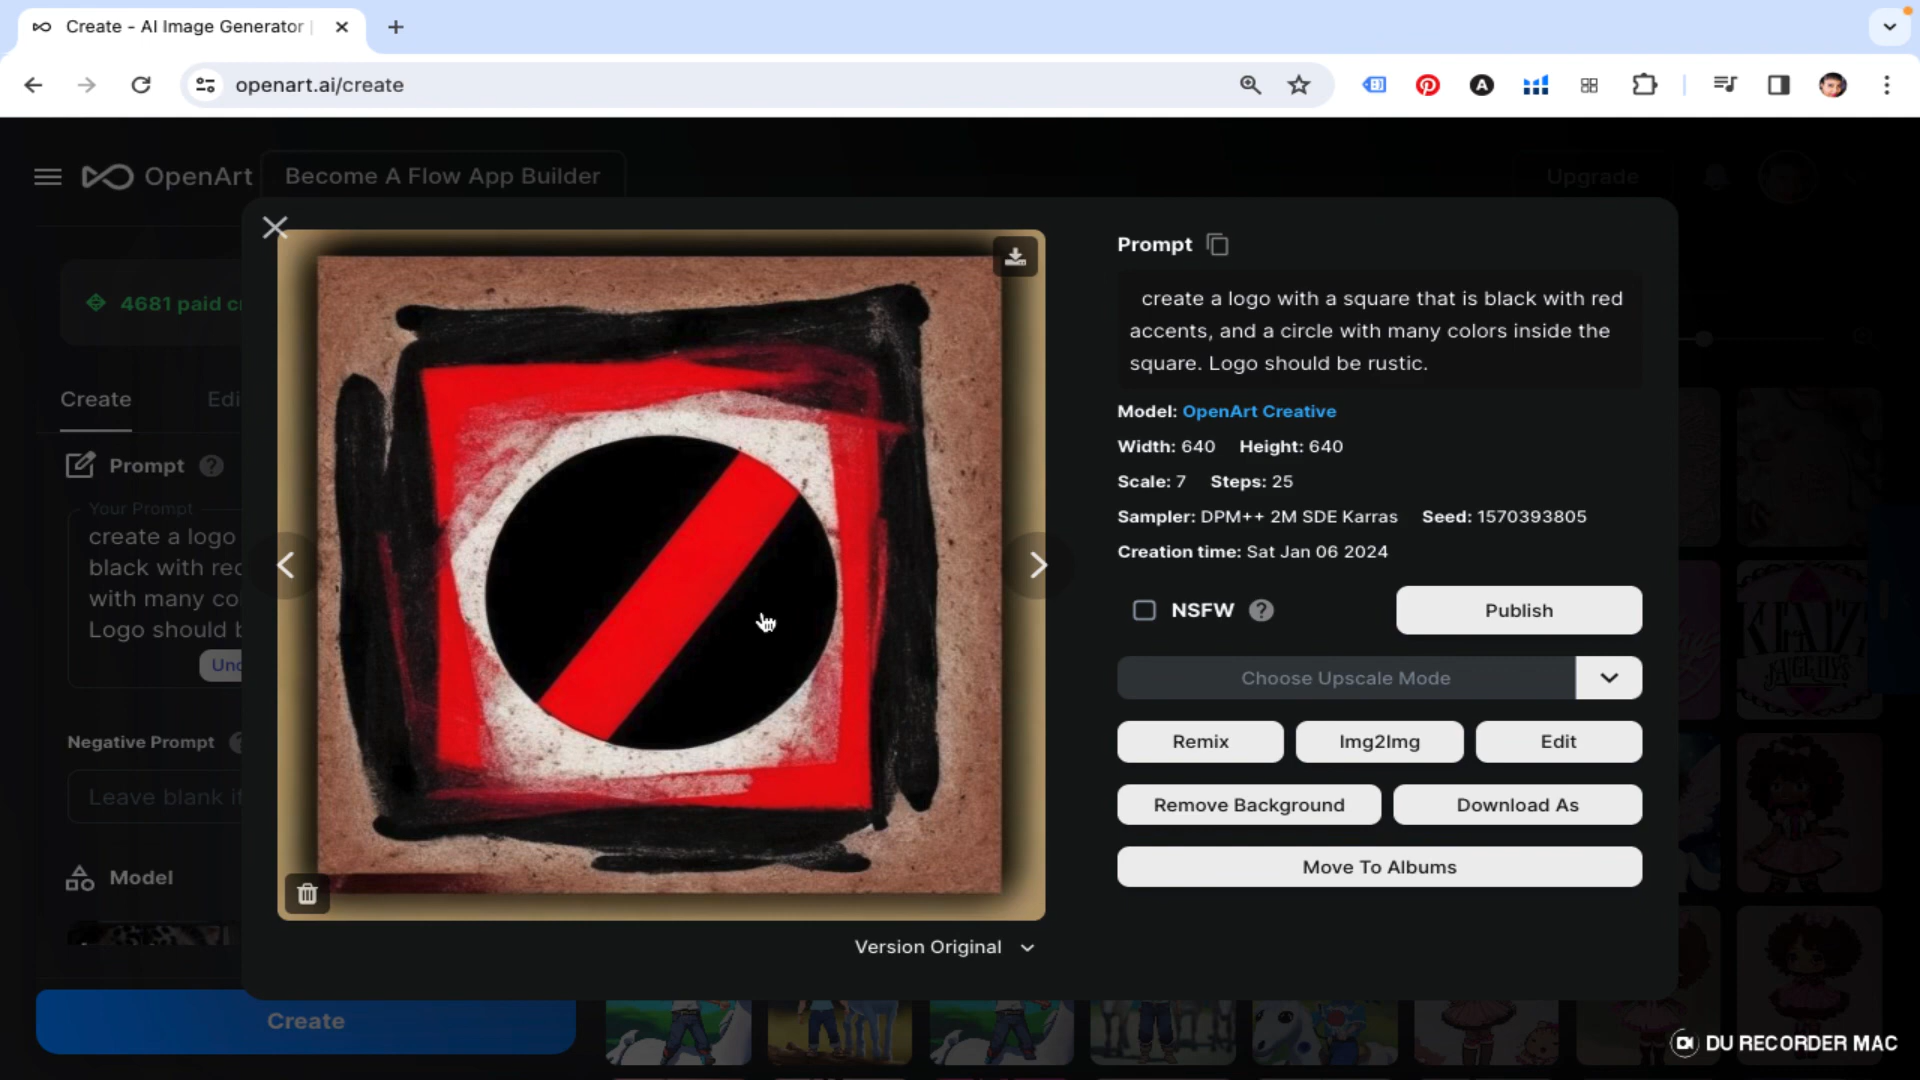 Create - AI Image Generator |
openart.ai/create
OpenArt
Become A Flow App Builder
Upgrade
4681 paid cr
Create
Edi
Prompt
Your Prompt
create a logo
black with red
with many co
Logo should b
Und
Negative Prompt
Leave blank if
Model
Create
Version Original
Prompt
create a logo with a square that is black with red
accents, and a circle with many colors inside the
square. Logo should be rustic.
Model: OpenArt Creative
Width: 640 Height: 640
Scale: 7 Steps: 25
Sampler: DPM++ 2M SDE Karras Seed: 1570393805
Creation time: Sat Jan 06 2024
NSFW
Publish
Choose Upscale Mode
Remix
Img2Img
Edit
Remove Background
Download As
Move To Albums
DU RECORDER MAC